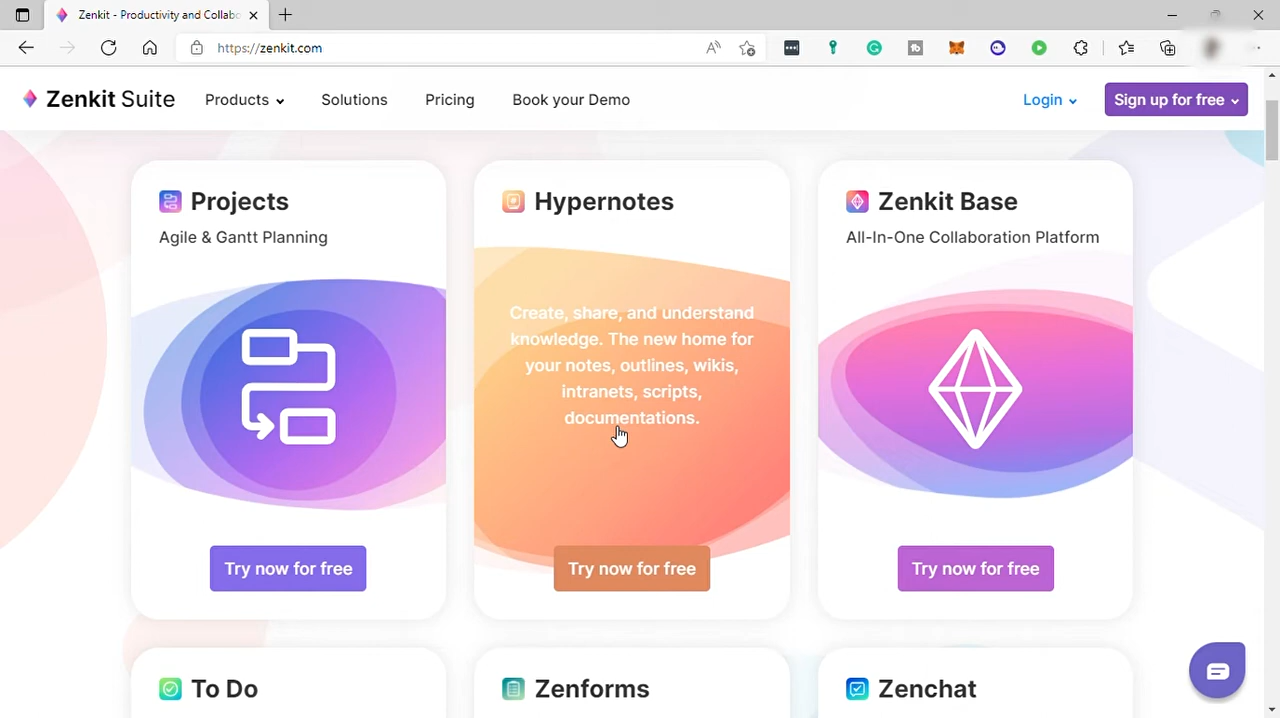 Zenkit - Productivity and Collabo
https://zenkit.com
Zenkit Suite
Products
Solutions
Pricing
Book your Demo
Login
Sign up for free
Projects
Agile & Gantt Planning
Try now for free
Hypernotes
Create, share, and understand
knowledge. The new home for
your notes, outlines, wikis,
intranets, scripts,
documentations.
Try now for free
Zenkit Base
All-In-One Collaboration Platform
Try now for free
To Do
Zenforms
Zenchat